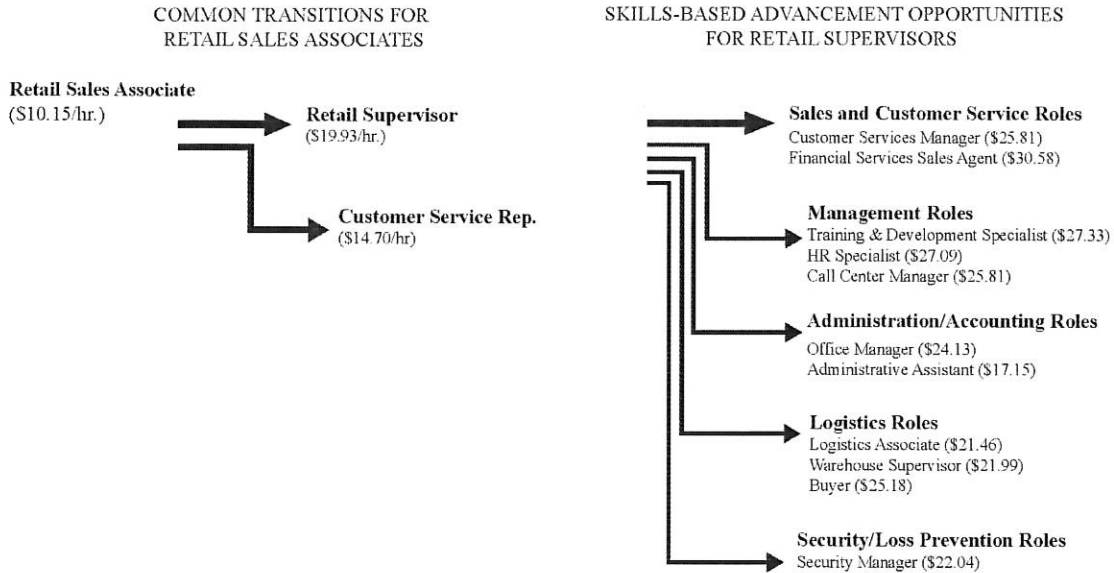 COMMON TRANSITIONS FOR
RETAIL SALES ASSOCIATES
Retail Sales Associate
($10.15/hr.)
Retail Supervisor
($19.93/hr.)
Customer Service Rep.
($14.70/hr)
SKILLS-BASED ADVANCEMENT OPPORTUNITIES
FOR RETAIL SUPERVISORS
Sales and Customer Service Roles
Customer Services Manager ($25.81)
Financial Services Sales Agent ($30.58)
Management Roles
Training & Development Specialist ($27.33)
HR Specialist ($27.09)
Call Center Manager ($25.81)
Administration/Accounting Roles
Office Manager ($24.13)
Administrative Assistant ($17.15)
Logistics Roles
Logistics Associate ($21.46)
Warehouse Supervisor ($21.99)
Buyer ($25.18)
Security/Loss Prevention Roles
Security Manager ($22.04)